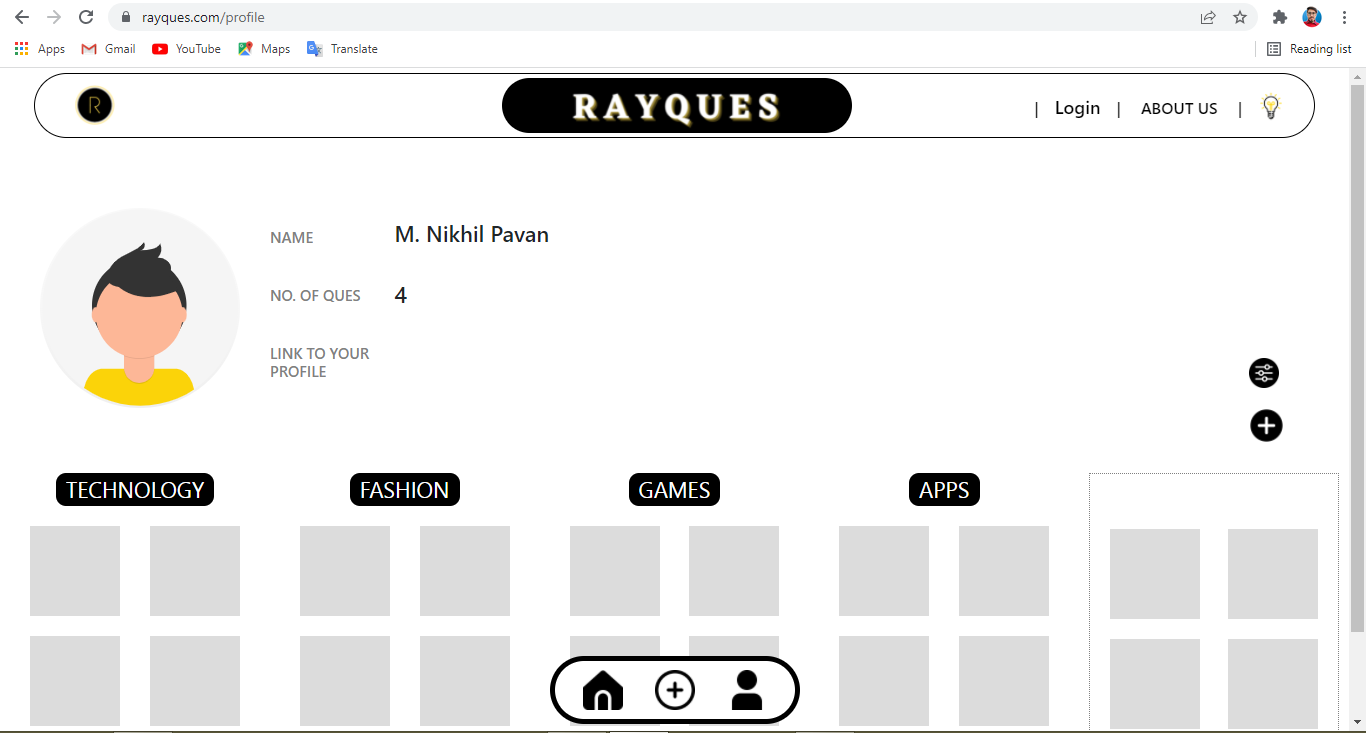 rayques.com/profile
Apps Gmail YouTube Maps Translate Reading list
R RAYQUES | Login | ABOUT US |
NAME M. Nikhil Pavan
NO. OF QUES 4
LINK TO YOUR
PROFILE
TECHNOLOGY FASHION GAMES APPS